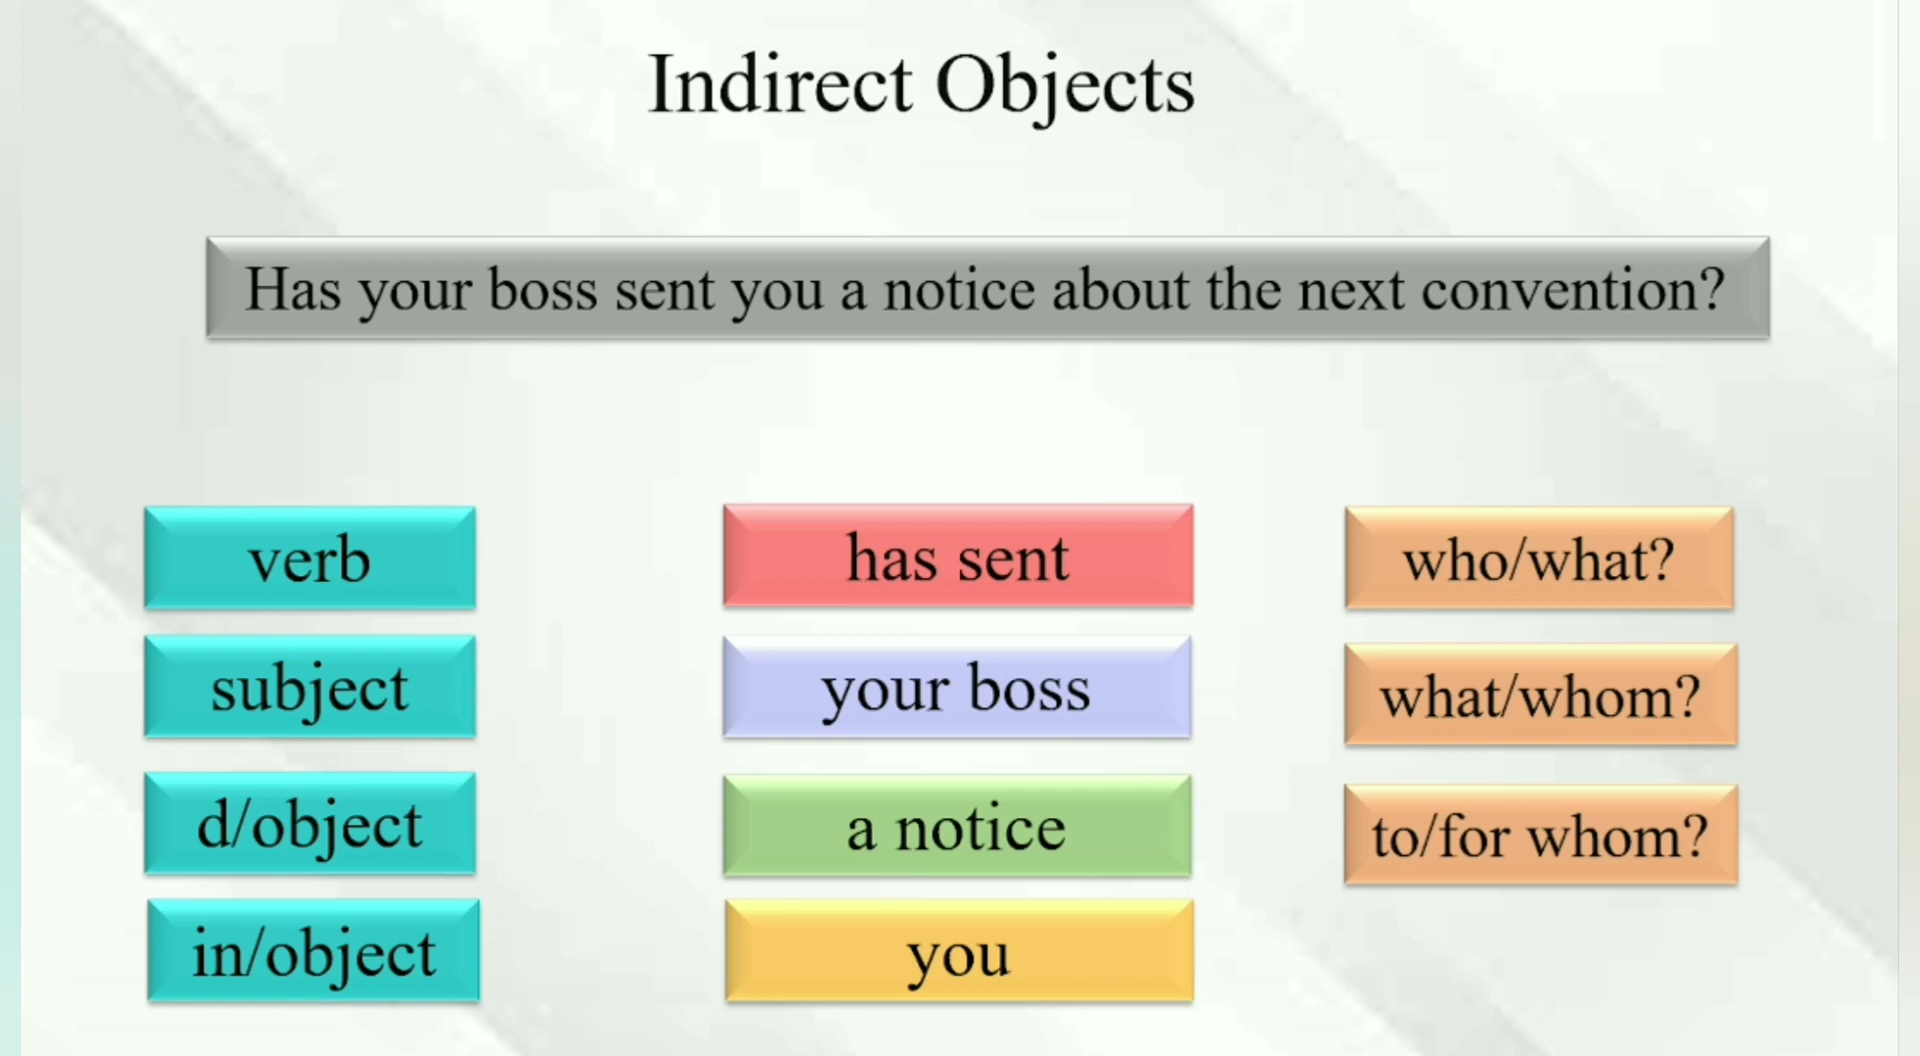 Indirect Objects
Has your boss sent you a notice about the next convention?
verb
has sent
who/what?
subject
your boss
what/whom?
d/object
a notice
to/for whom?
in/object
you